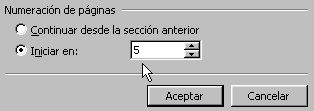 Numeración de páginas
Continuar desde la sección anterior
Iniciar en: 5
Aceptar Cancelar